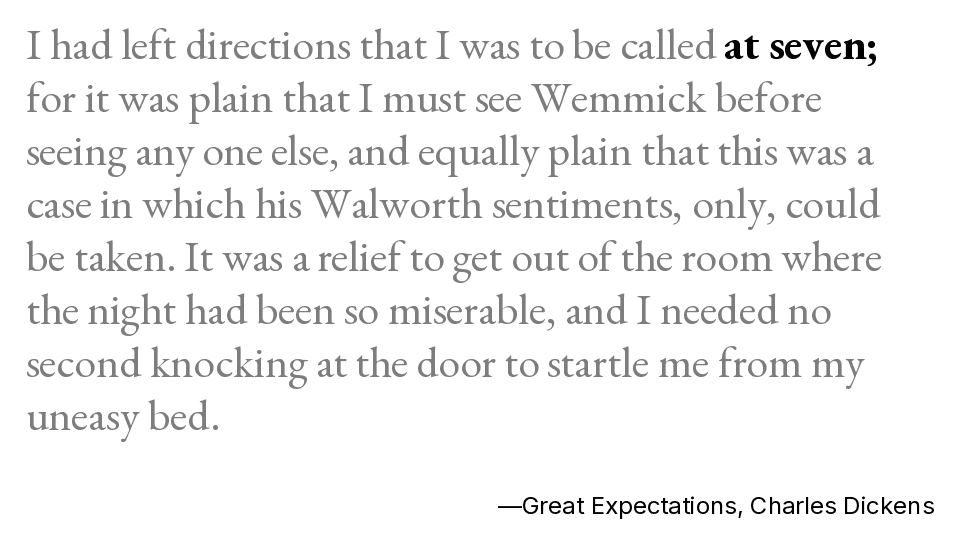 I had left directions that I was to be called at seven;
for it was plain that I must see Wemmick before
seeing any one else, and equally plain that this was a
case in which his Walworth sentiments, only, could
be taken. It was a relief to get out of the room where
the night had been so miserable, and I needed no
second knocking at the door to startle me from my
uneasy bed.
—Great Expectations, Charles Dickens